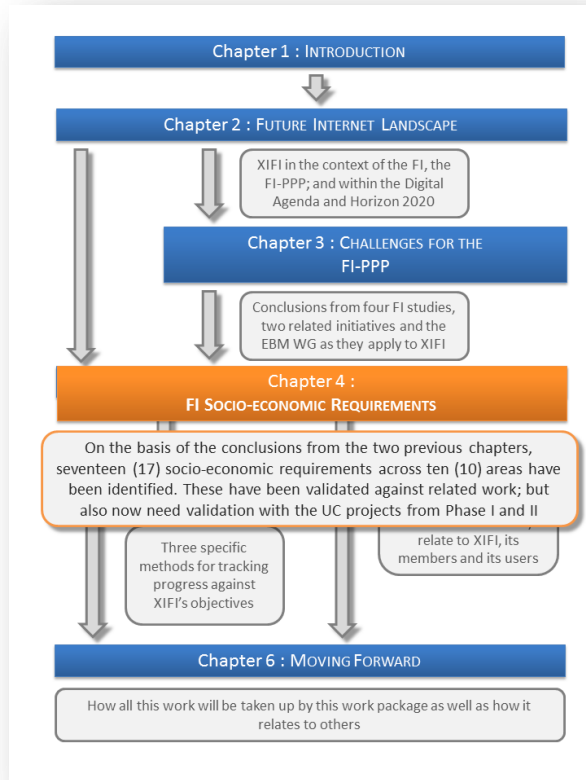 Chapter 1 : INTRODUCTION
Chapter 2 : FUTURE INTERNET LANDSCAPE
XIFI in the context of the FI, the
FI-PPP; and within the Digital
Agenda and Horizon 2020
Chapter 3 : CHALLENGES FOR THE
FI-PPP
Conclusions from four FI studies,
two related initiatives and the
EBM WG as they apply to XIFI
Chapter 4 :
FI SOCIO-ECONOMIC REQUIREMENTS
On the basis of the conclusions from the two previous chapters,
seventeen (17) socio-economic requirements across ten (10) areas have
been identified. These have been validated against related work; but
also now need validation with the UC projects from Phase I and II
Three specific
methods for tracking
progress against
XIFI's objectives
relate to XIFI, its
members and its users
Chapter 6 : MOVING FORWARD
How all this work will be taken up by this work package as well as how it
relates to others